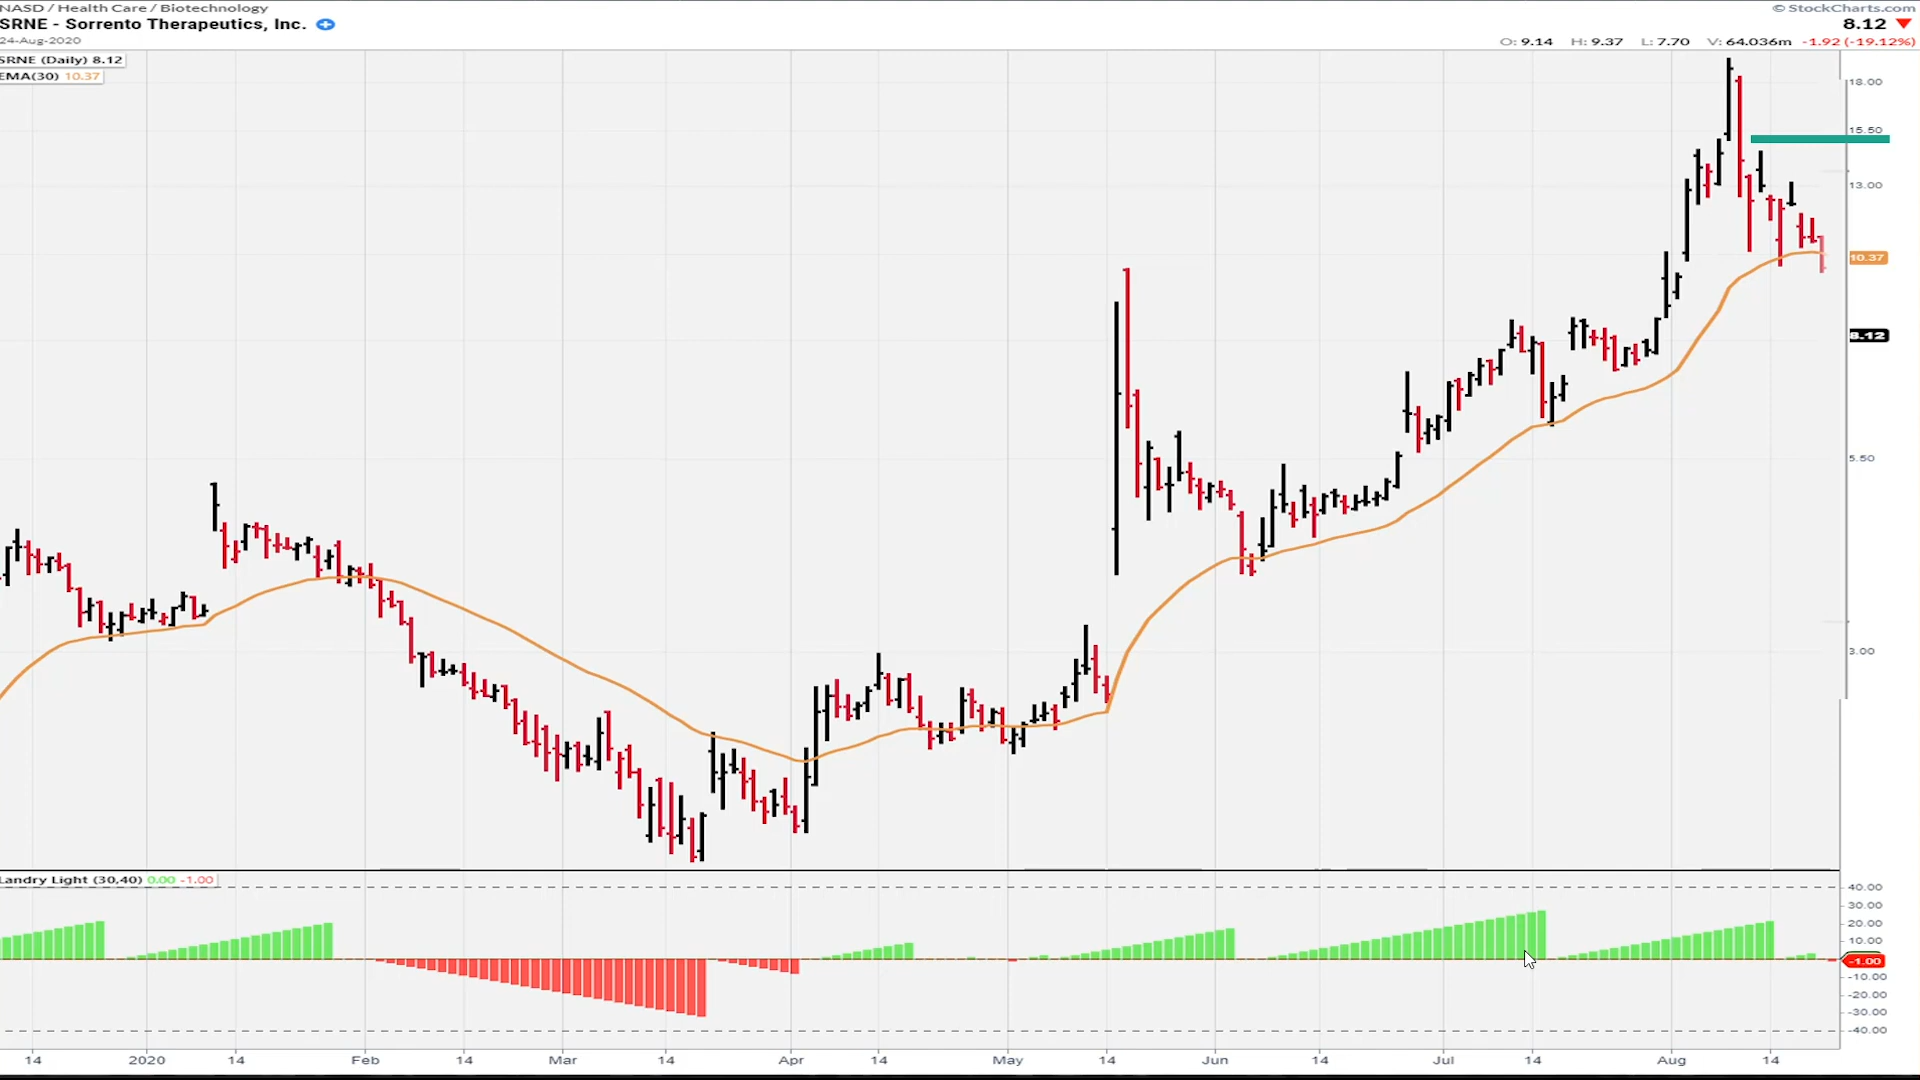 NASD / Health Care / Biotechnology
© StockCharts.com
SRNE - Sorrento Therapeutics, Inc.
8.12
24-Aug-2020
O: 9.14 H: 9.37 L: 7.70 V: 64.036m -1.92 (-19.12%)
SRNE (Daily) 8.12
EMA(30) 10.37
18.00
15.50
13.00
10.37
8.12
5.50
3.00
Landry Light (30,40) 0.00 -1.00
40.00
30.00
20.00
10.00
-1.00
-10.00
-20.00
-30.00
-40.00
14 2020 14 Feb 14 Mar 14 Apr 14 May 14 Jun 14 Jul 14 Aug 14